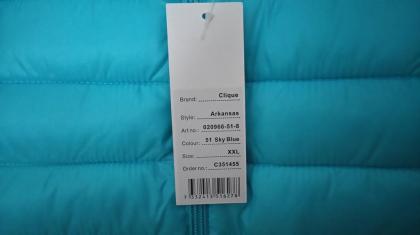 Brand: Clique
Style: Arkansas
Art no.: 020966-51-8
Colour: 51 Sky Blue
Size: XXL
Order no.: C351455